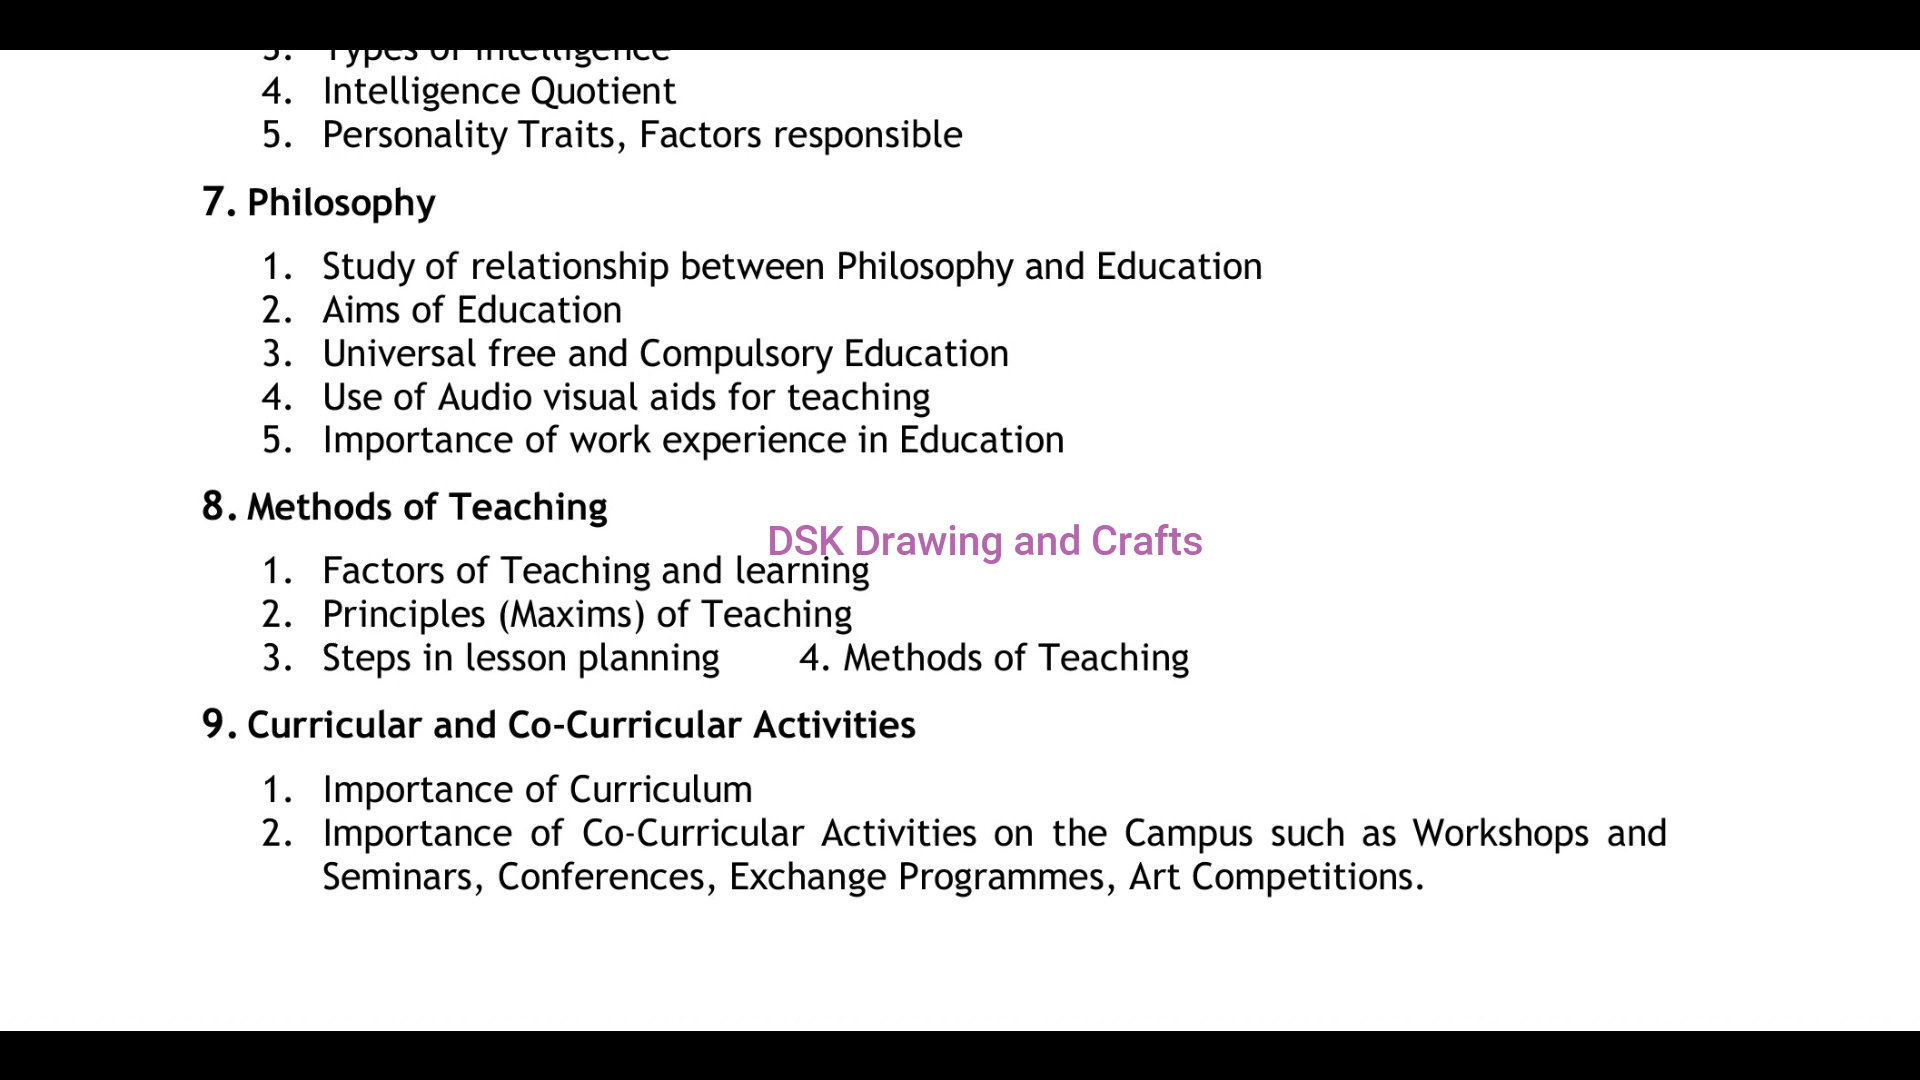 3. Types of Intelligence
4. Intelligence Quotient
5. Personality Traits, Factors responsible
7. Philosophy
1. Study of relationship between Philosophy and Education
2. Aims of Education
3. Universal free and Compulsory Education
4. Use of Audio visual aids for teaching
5. Importance of work experience in Education
8. Methods of Teaching
DSK Drawing and Crafts
1. Factors of Teaching and learning
2. Principles (Maxims) of Teaching
3. Steps in lesson planning 4. Methods of Teaching
9. Curricular and Co-Curricular Activities
1. Importance of Curriculum
2. Importance of Co-Curricular Activities on the Campus such as Workshops and
Seminars, Conferences, Exchange Programmes, Art Competitions.